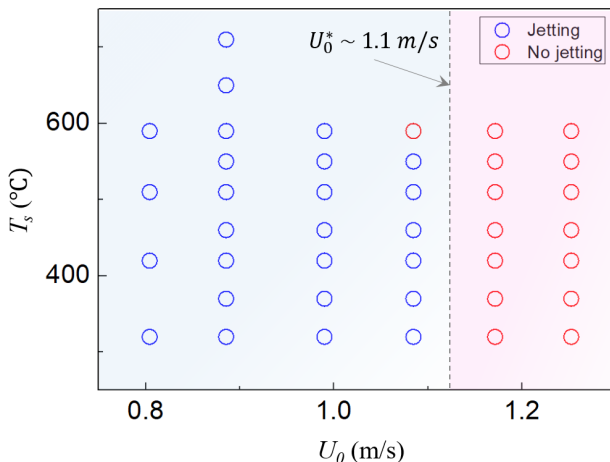 U₀* ~ 1.1 m/s
Jetting
No jetting
600
400
Tₛ (℃)
0.8
1.0
1.2
U₀ (m/s)